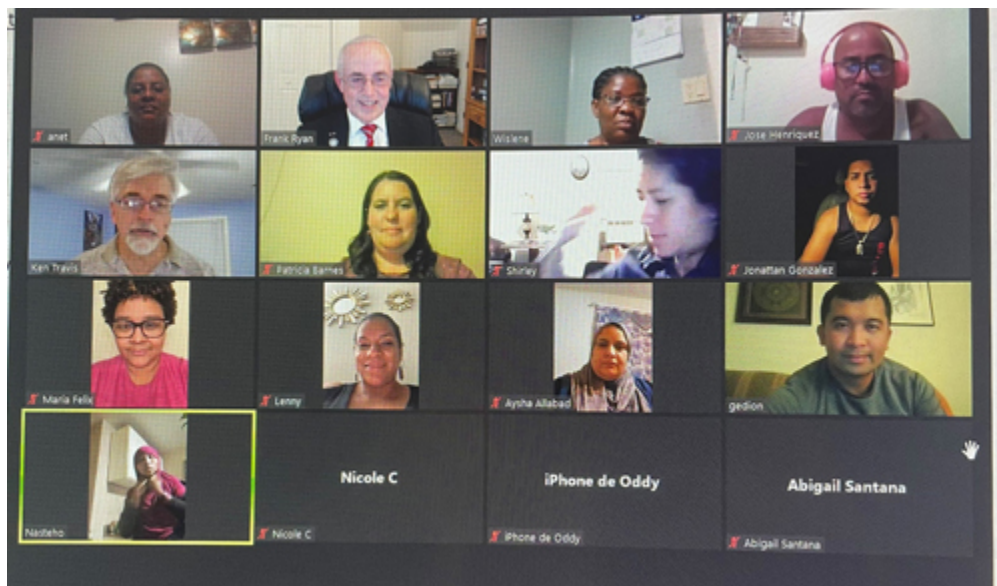 anet
Frank Ryan
Wislene
Jose Henriquez
Ken Travis
Patricia Barnes
Shirley
Jonattan Gonzalez
Maria Felix
Lenny
Aysha Allabad
gedion
Nasteho
Nicole C
iPhone de Oddy
Abigail Santana
Nicole C
iPhone de Oddy
Abigail Santana